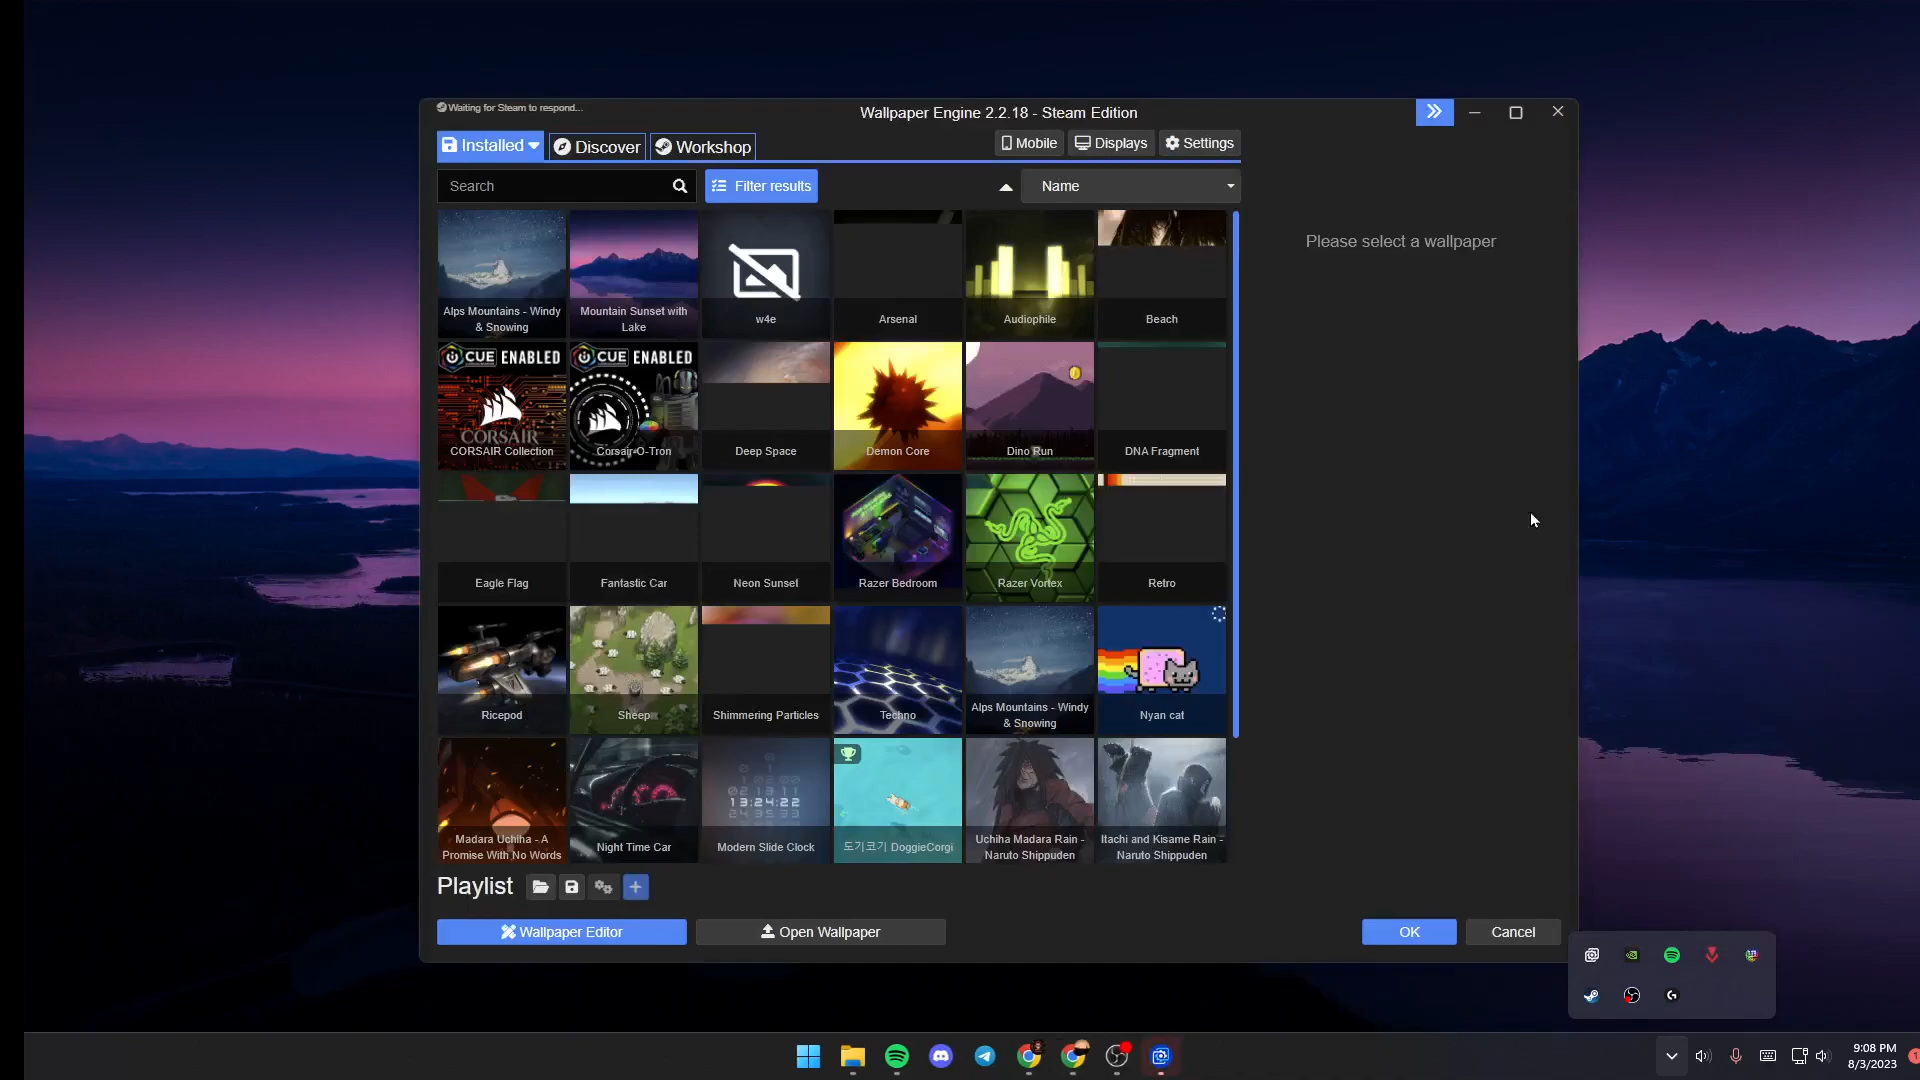 Waiting for Steam to respond...
Wallpaper Engine 2.2.18 - Steam Edition
Installed
Discover
Workshop
Mobile
Displays
Settings
Search
Filter results
Name
Please select a wallpaper
Alps Mountains - Windy
& Snowing
Mountain Sunset with
Lake
w4e
Arsenal
Audiophile
Beach
CUE ENABLED
CORSAIR
CORSAIR Collection
CUE ENABLED
Corsair-O-Tron
Deep Space
Demon Core
Dino Run
DNA Fragment
Eagle Flag
Fantastic Car
Neon Sunset
Razer Bedroom
Razer Vortex
Retro
Ricepod
Sheep
Shimmering Particles
Techno
Alps Mountains - Windy
& Snowing
Nyan cat
Madara Uchiha - A
Promise With No Words
Night Time Car
13:24:22
Modern Slide Clock
도기코기 DoggieCorgi
Uchiha Madara Rain -
Naruto Shippuden
Itachi and Kisame Rain -
Naruto Shippuden
Playlist
Wallpaper Editor
Open Wallpaper
OK
Cancel
9:08 PM
8/3/2023